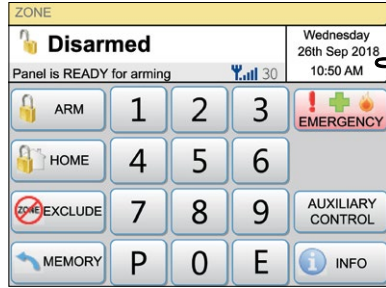 ZONE
Disarmed
Wednesday
26th Sep 2018
10:50 AM
Panel is READY for arming
30
ARM
1
2
3
EMERGENCY
HOME
4
5
6
ZONE
EXCLUDE
7
8
9
AUXILIARY
CONTROL
MEMORY
P
0
E
INFO